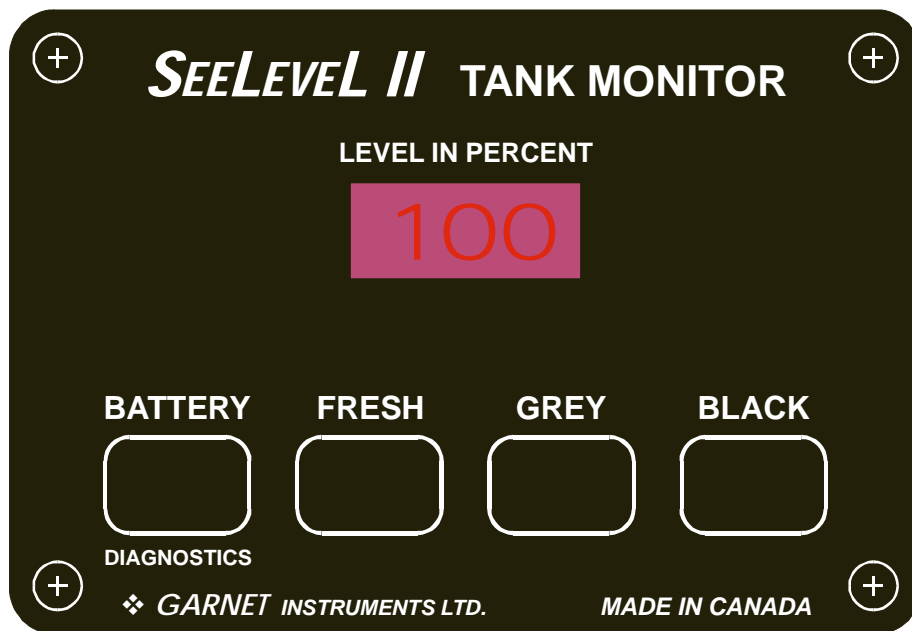 SEELEVEL II TANK MONITOR
LEVEL IN PERCENT
100
BATTERY FRESH GREY BLACK
DIAGNOSTICS
❖ GARNET INSTRUMENTS LTD. MADE IN CANADA